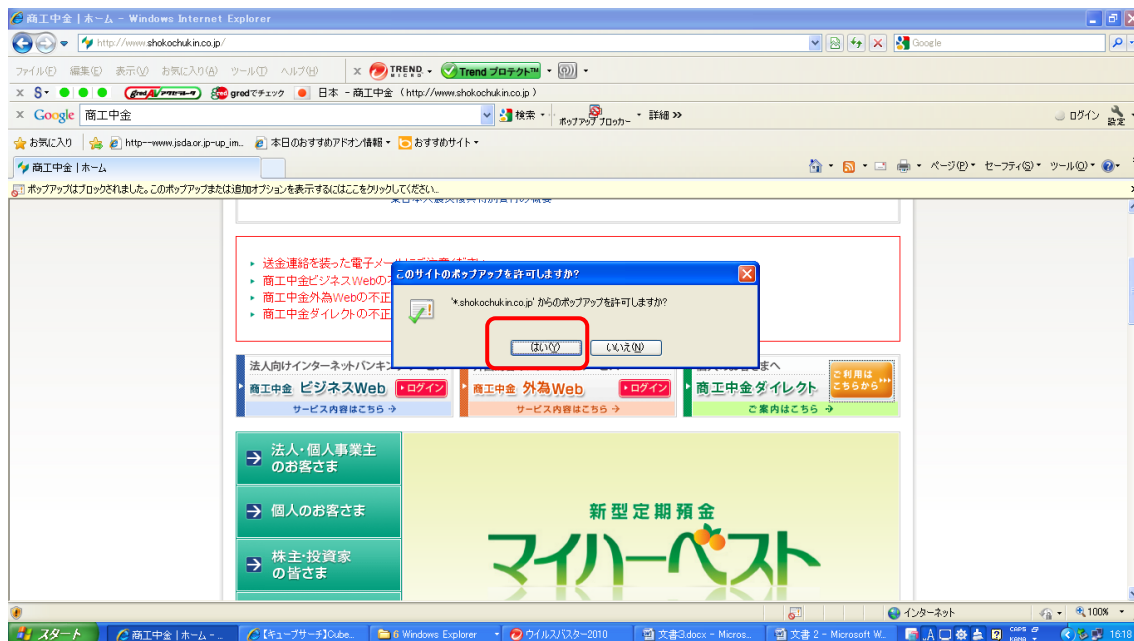 商工中金 | ホーム - Windows Internet Explorer
http://www.shokochukin.co.jp/
Google
ファイル(F) 編集(E) 表示(V) お気に入り(A) ツール(T) ヘルプ(H) x TREND MICRO Trend プロテクト™
x S gredでチェック 日本 - 商工中金 (http://www.shokochukin.co.jp)
x Google 商工中金 検索 ポップアップ ブロッカー 詳細 >> ログイン 設定
お気に入り http--www.jsda.or.jp-up_im... 本日のおすすめアドオン情報 おすすめサイト
商工中金 | ホーム ページ(P) セーフティ(S) ツール(O)
ポップアップはブロックされました。このポップアップまたは追加オプションを表示するにはここをクリックしてください...
送金連絡を装った電子メー
商工中金ビジネスWebの不
商工中金外為Webの不正
商工中金ダイレクトの不正
このサイトのポップアップを許可しますか?
'*.shokochukin.co.jp' からのポップアップを許可しますか?
はい(Y) いいえ(N)
法人向けインターネットバンキン
商工中金 ビジネスWeb ログイン
サービス内容はこちら
商工中金 外為Web ログイン
サービス内容はこちら
まへ
商工中金ダイレクト
ご利用は
こちらから
ご案内はこちら
法人・個人事業主
のお客さま
個人のお客さま
株主・投資家
の皆さま
新型定期預金
マイハーベスト
インターネット 100%
スタート 商工中金 | ホーム - ... 【キューブサーチ】Cube... 6 Windows Explorer ウイルスバスター2010 文書3.docx - Micros... 文書 2 - Microsoft W... A CAPS KANA 16:18